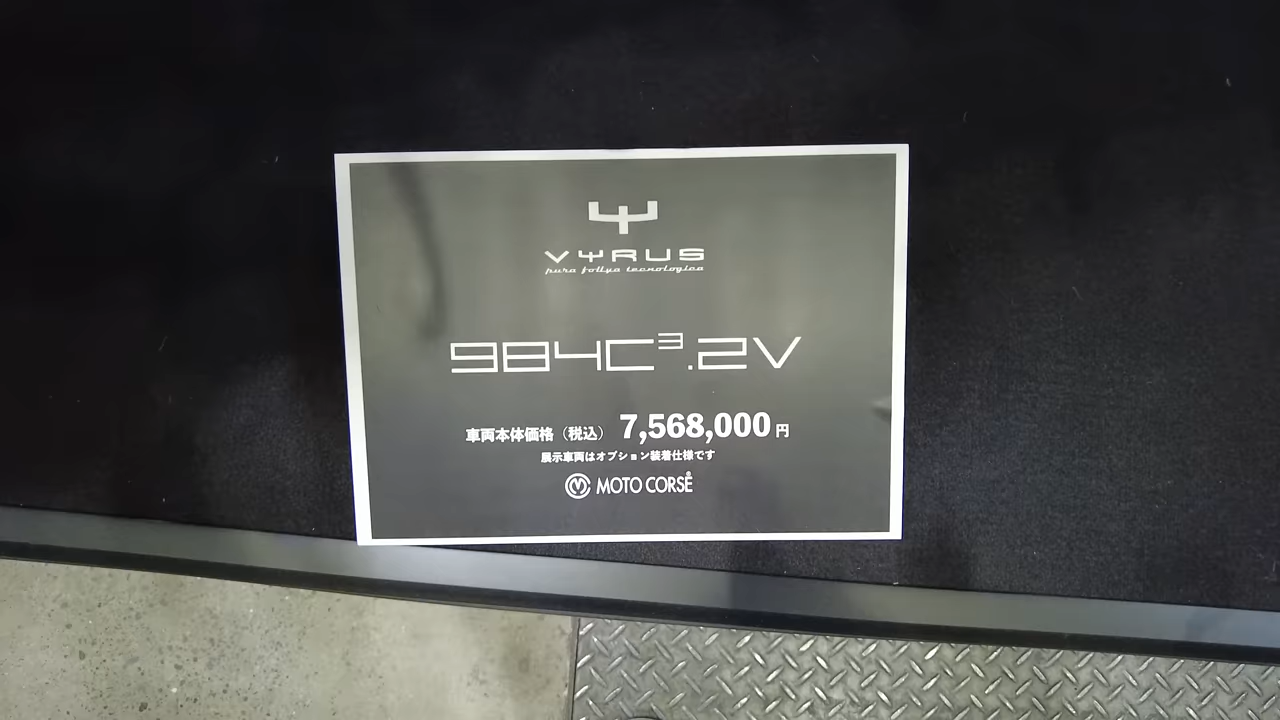 VYRUS
pura follya tecnologica
984C³.2V
車両本体価格（税込） 7,568,000円
展示車両はオプション装着仕様です
MOTO CORSE®